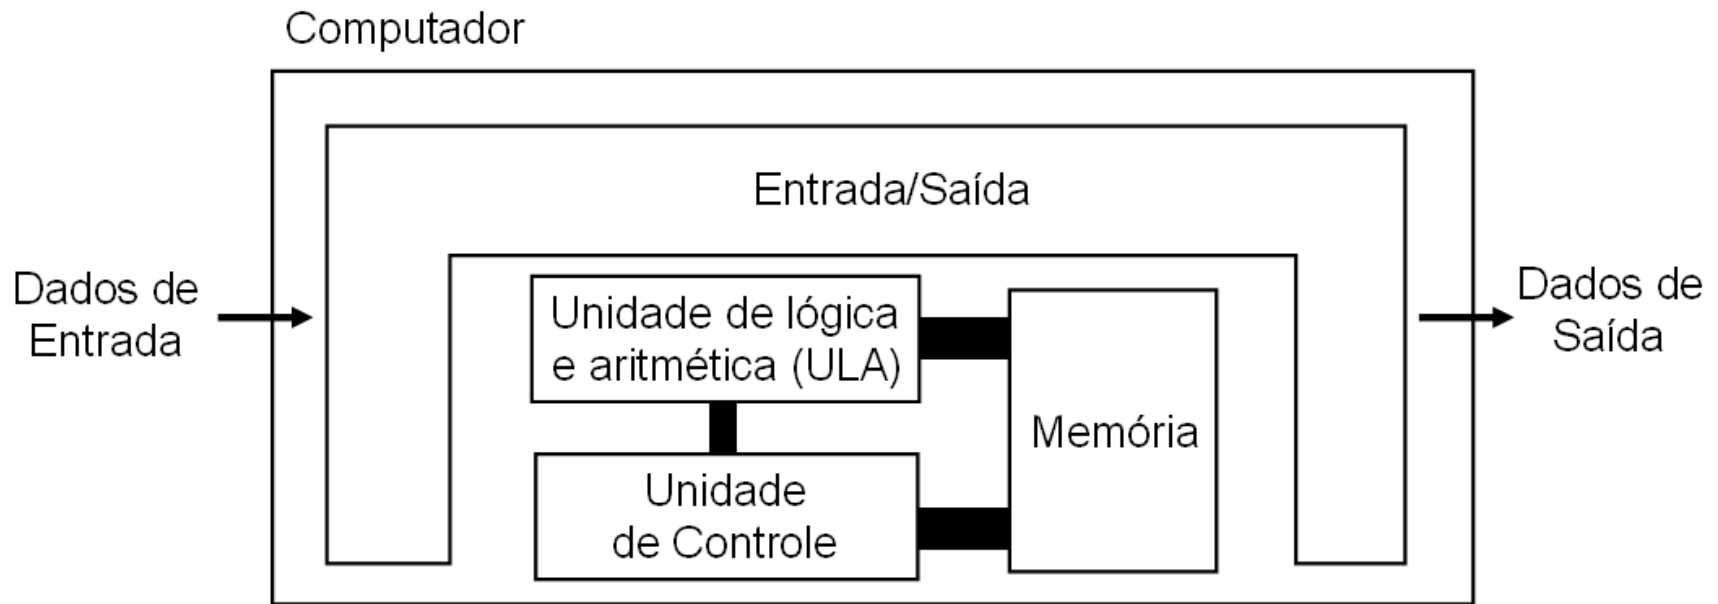 Computador
Entrada/Saída
Dados de
Entrada
Unidade de lógica
e aritmética (ULA)
Memória
Unidade
de Controle
Dados de
Saída